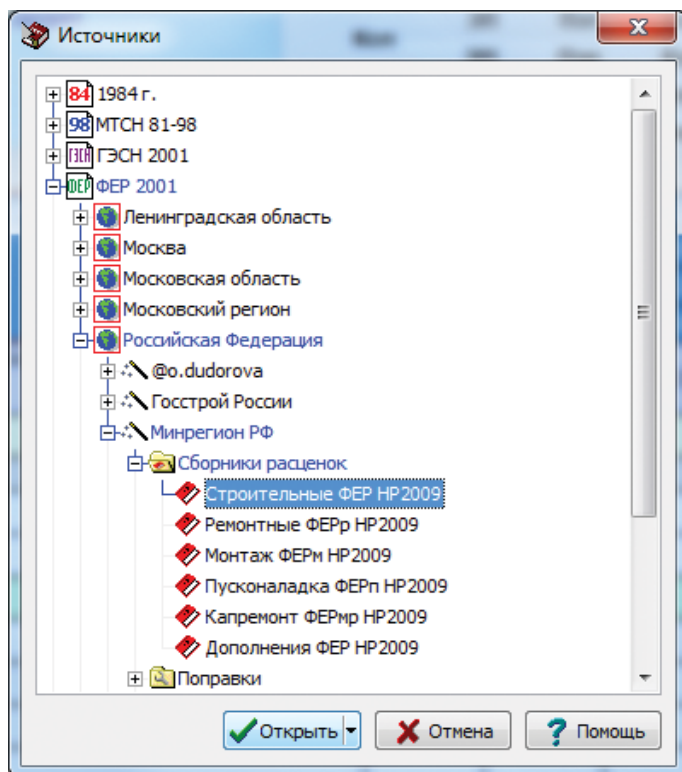 Источники
84 1984 г.
98 МТСН 81-98
ГЭСН ГЭСН 2001
ФЕР ФЕР 2001
Ленинградская область
Москва
Московская область
Московский регион
Российская Федерация
@o.dudorova
Госстрой России
Минрегион РФ
Сборники расценок
Строительные ФЕР НР2009
Ремонтные ФЕРр НР2009
Монтаж ФЕРм НР2009
Пусконаладка ФЕРп НР2009
Капремонт ФЕРмр НР2009
Дополнения ФЕР НР2009
Поправки
Открыть Отмена Помощь